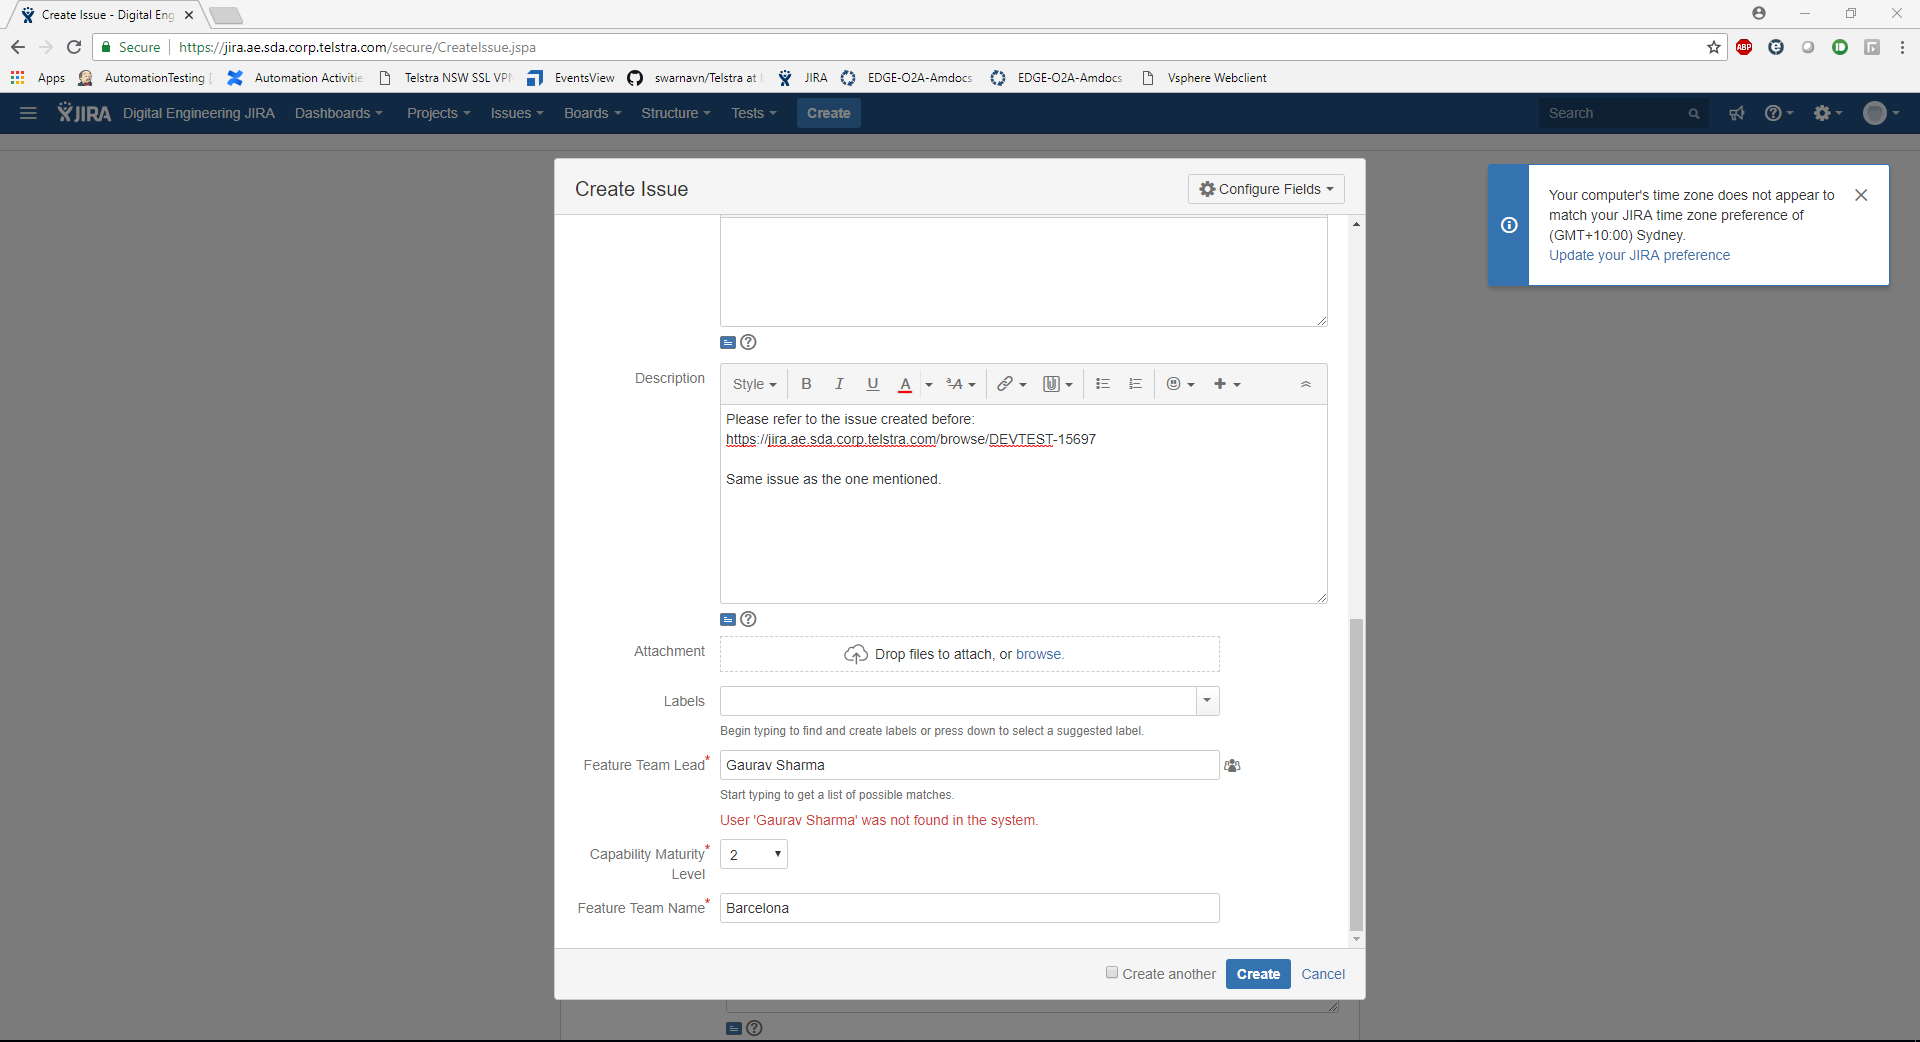 Create Issue - Digital Eng
Secure
https://jira.ae.sda.corp.telstra.com/secure/CreateIssue.jspa
ABP
Apps
AutomationTesting
Automation Activitie
Telstra NSW SSL VPN
EventsView
swarnavn/Telstra at
JIRA
EDGE-O2A-Amdocs
EDGE-O2A-Amdocs
Vsphere Webclient
JIRA
Digital Engineering JIRA
Dashboards
Projects
Issues
Boards
Structure
Tests
Create
Search
Create Issue
Configure Fields
Your computer's time zone does not appear to
match your JIRA time zone preference of
(GMT+10:00) Sydney.
Update your JIRA preference
Description
Style
B
I
U
A
ªA
Please refer to the issue created before:
https://jira.ae.sda.corp.telstra.com/browse/DEVTEST-15697
Same issue as the one mentioned.
Attachment
Drop files to attach, or browse.
Labels
Begin typing to find and create labels or press down to select a suggested label.
Feature Team Lead*
Gaurav Sharma
Start typing to get a list of possible matches.
User 'Gaurav Sharma' was not found in the system.
Capability Maturity*
Level
2
Feature Team Name*
Barcelona
Create another
Create
Cancel